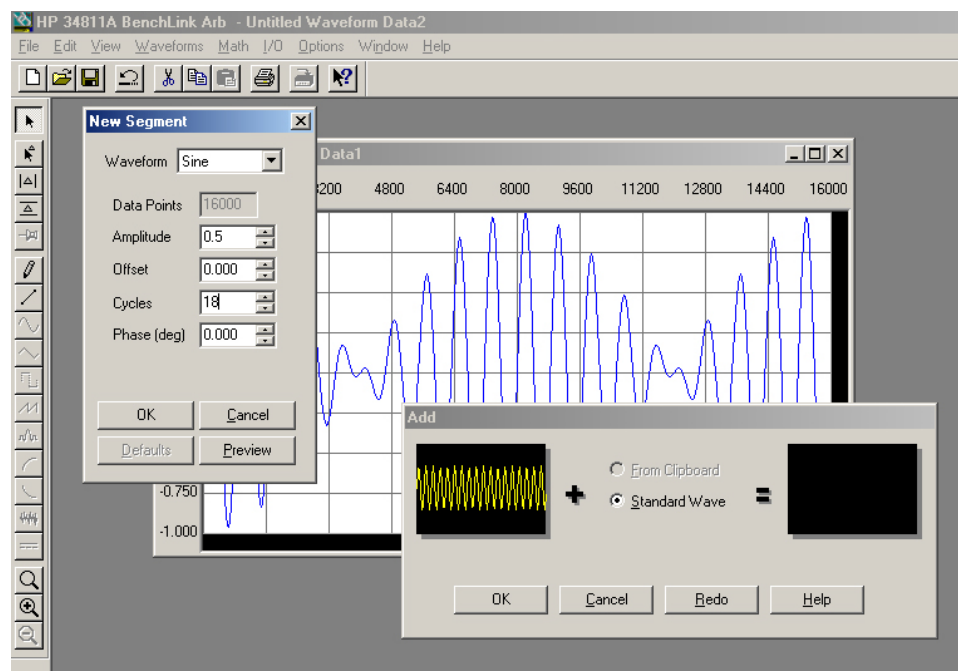 HP 34811A BenchLink Arb - Untitled Waveform Data2
File Edit View Waveforms Math I/O Options Window Help
New Segment
Waveform Sine
Data Points 16000
Amplitude 0.5
Offset 0.000
Cycles 18
Phase (deg) 0.000
OK Cancel
Defaults Preview
Data1
4800 6400 8000 9600 11200 12800 14400 16000
-0.750
-1.000
Add
From Clipboard
+ Standard Wave =
OK Cancel Redo Help